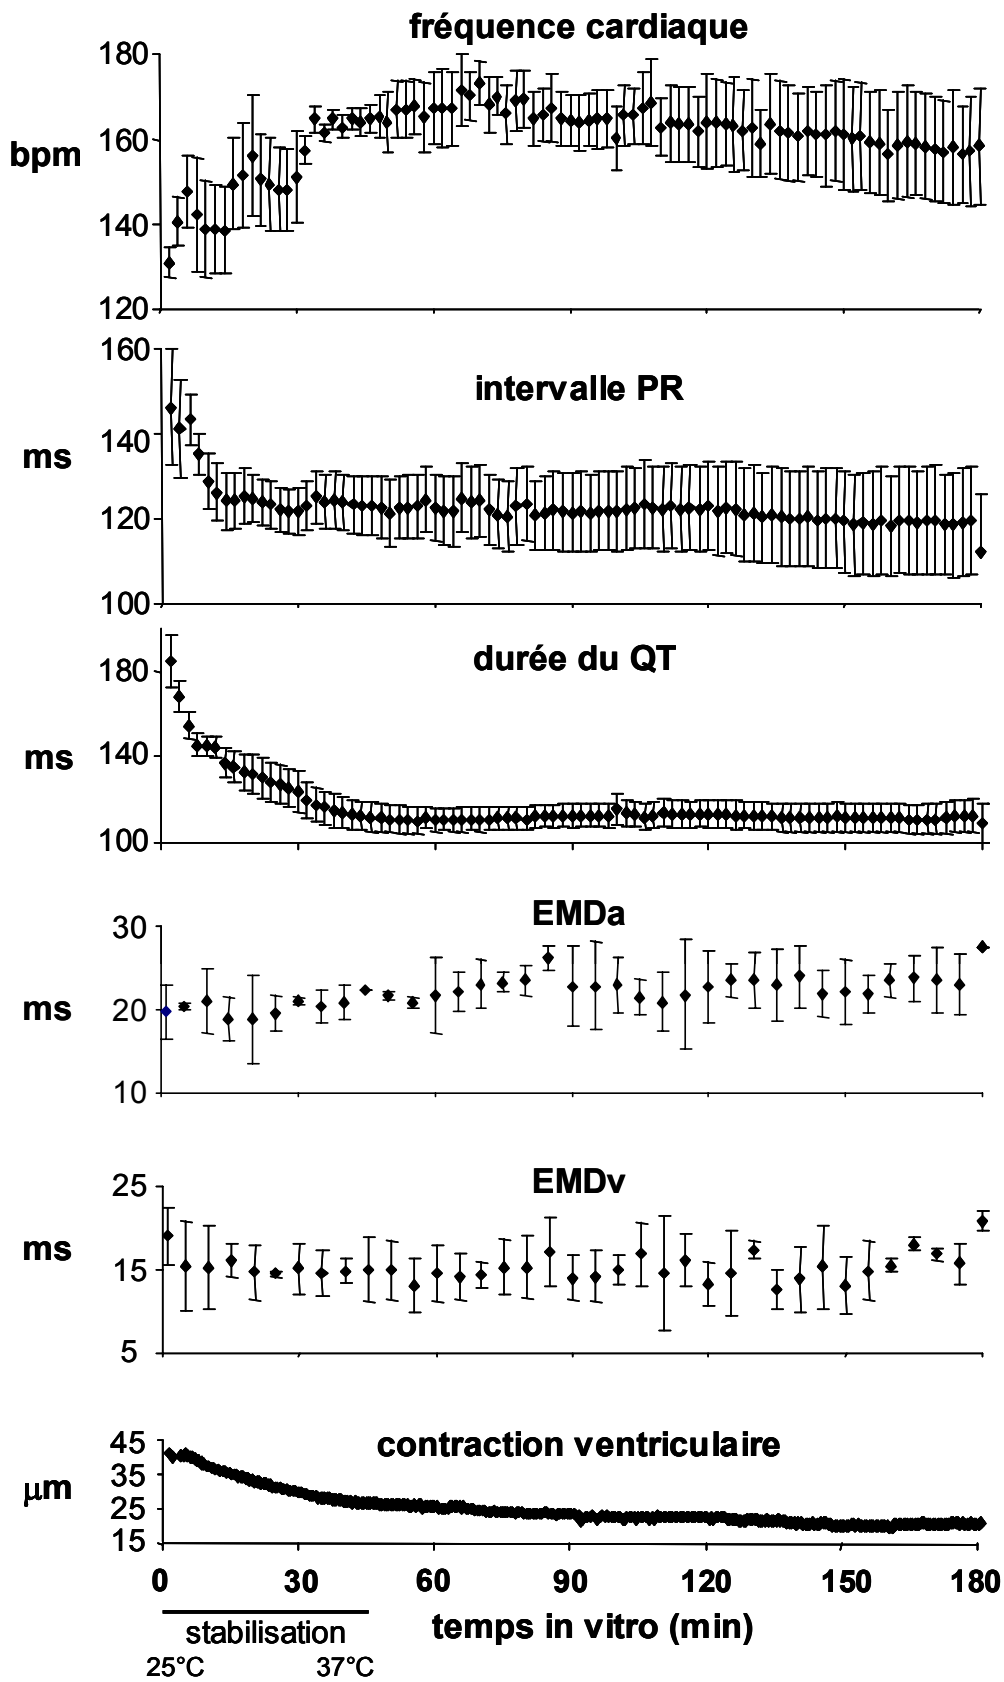 fréquence cardiaque
180
160
bpm
140
120
160
intervalle PR
140
ms
120
100
durée du QT
180
ms
140
100
EMDa
30
ms
20
10
EMDv
25
ms
15
5
contraction ventriculaire
45
35
μm
25
15
0 30 60 90 120 150 180
temps in vitro (min)
stabilisation
25°C 37°C